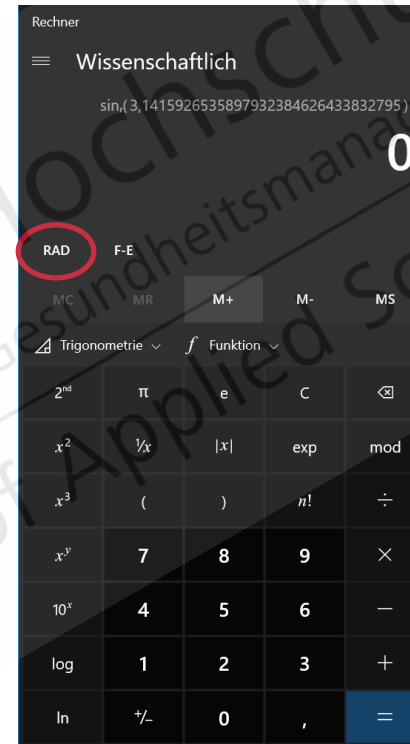 Rechner
Wissenschaftlich
sinᵣ( 3,1415926535897932384626433832795 )
0
RAD F-E
MC MR M+ M- MS
Trigonometrie f Funktion
2ⁿᵈ π e C
x² ¹/x |x| exp mod
x³ ( ) n! ÷
xʸ 7 8 9 ×
10ˣ 4 5 6 −
log 1 2 3 +
ln +/− 0 , =